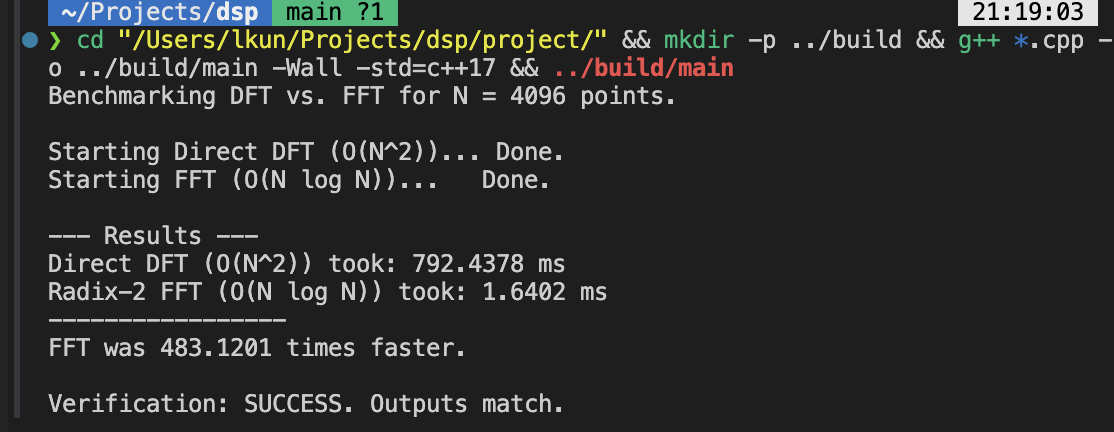 ~/Projects/dsp main ?1 21:19:03
❯ cd "/Users/lkun/Projects/dsp/project/" && mkdir -p ../build && g++ *.cpp -
o ../build/main -Wall -std=c++17 && ../build/main
Benchmarking DFT vs. FFT for N = 4096 points.
Starting Direct DFT (O(N^2))... Done.
Starting FFT (O(N log N))...   Done.
--- Results ---
Direct DFT (O(N^2)) took: 792.4378 ms
Radix-2 FFT (O(N log N)) took: 1.6402 ms
-----------------
FFT was 483.1201 times faster.
Verification: SUCCESS. Outputs match.